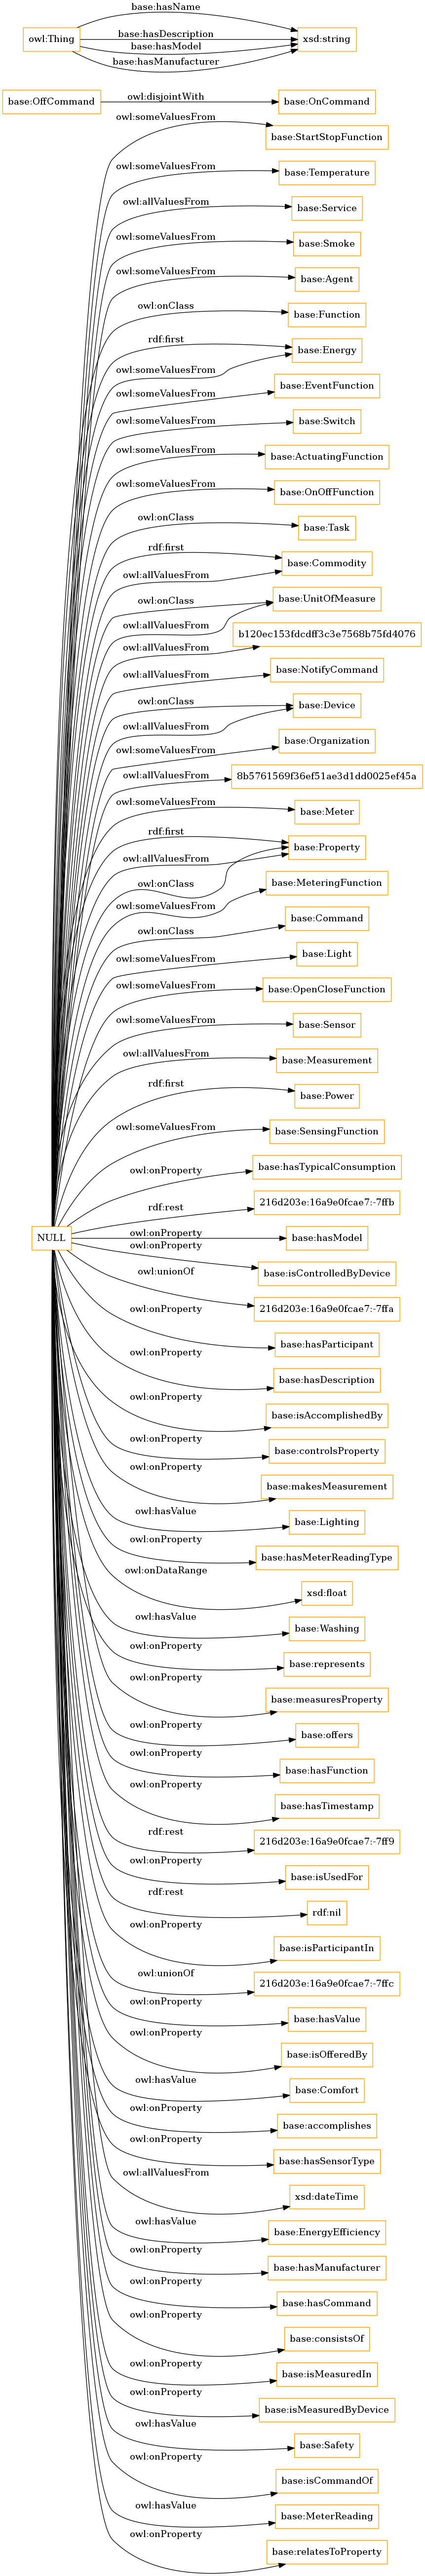 base:hasName
owl:Thing
base:hasDescription
xsd:string
base:hasModel
base:hasManufacturer
base:OffCommand
owl:disjointWith
base:OnCommand
owl:someValuesFrom
base:StartStopFunction
owl:someValuesFrom
base:Temperature
owl:allValuesFrom
base:Service
owl:someValuesFrom
base:Smoke
owl:someValuesFrom
base:Agent
owl:onClass
base:Function
rdf:first
base:Energy
owl:someValuesFrom
base:EventFunction
owl:someValuesFrom
base:Switch
owl:someValuesFrom
base:ActuatingFunction
owl:someValuesFrom
base:OnOffFunction
owl:someValuesFrom
owl:onClass
base:Task
rdf:first
base:Commodity
owl:allValuesFrom
owl:onClass
base:UnitOfMeasure
owl:allValuesFrom
b120ec153fdcdff3c3e7568b75fd4076
owl:allValuesFrom
base:NotifyCommand
owl:allValuesFrom
owl:onClass
base:Device
owl:allValuesFrom
base:Organization
owl:someValuesFrom
8b5761569f36ef51ae3d1dd0025ef45a
owl:allValuesFrom
owl:someValuesFrom
base:Meter
rdf:first
base:Property
owl:allValuesFrom
owl:onClass
base:MeteringFunction
owl:someValuesFrom
base:Command
owl:onClass
base:Light
owl:someValuesFrom
base:OpenCloseFunction
owl:someValuesFrom
owl:someValuesFrom
base:Sensor
owl:allValuesFrom
base:Measurement
rdf:first
base:Power
owl:someValuesFrom
base:SensingFunction
owl:onProperty
base:hasTypicalConsumption
rdf:rest
216d203e:16a9e0fcae7:-7ffb
NULL
owl:onProperty
base:hasModel
owl:onProperty
base:isControlledByDevice
owl:unionOf
216d203e:16a9e0fcae7:-7ffa
owl:onProperty
base:hasParticipant
owl:onProperty
base:hasDescription
owl:onProperty
base:isAccomplishedBy
owl:onProperty
base:controlsProperty
owl:onProperty
base:makesMeasurement
owl:hasValue
base:Lighting
owl:onProperty
base:hasMeterReadingType
owl:onDataRange
xsd:float
owl:hasValue
base:Washing
owl:onProperty
base:represents
owl:onProperty
base:measuresProperty
owl:onProperty
base:offers
owl:onProperty
base:hasFunction
owl:onProperty
base:hasTimestamp
rdf:rest
216d203e:16a9e0fcae7:-7ff9
owl:onProperty
base:isUsedFor
rdf:rest
rdf:nil
owl:onProperty
base:isParticipantIn
owl:unionOf
216d203e:16a9e0fcae7:-7ffc
owl:onProperty
base:hasValue
owl:onProperty
base:isOfferedBy
owl:hasValue
base:Comfort
owl:onProperty
base:accomplishes
owl:onProperty
base:hasSensorType
owl:allValuesFrom
xsd:dateTime
owl:hasValue
base:EnergyEfficiency
owl:onProperty
base:hasManufacturer
owl:onProperty
base:hasCommand
owl:onProperty
base:consistsOf
owl:onProperty
base:isMeasuredIn
owl:onProperty
base:isMeasuredByDevice
owl:hasValue
base:Safety
owl:onProperty
base:isCommandOf
owl:hasValue
base:MeterReading
owl:onProperty
base:relatesToProperty